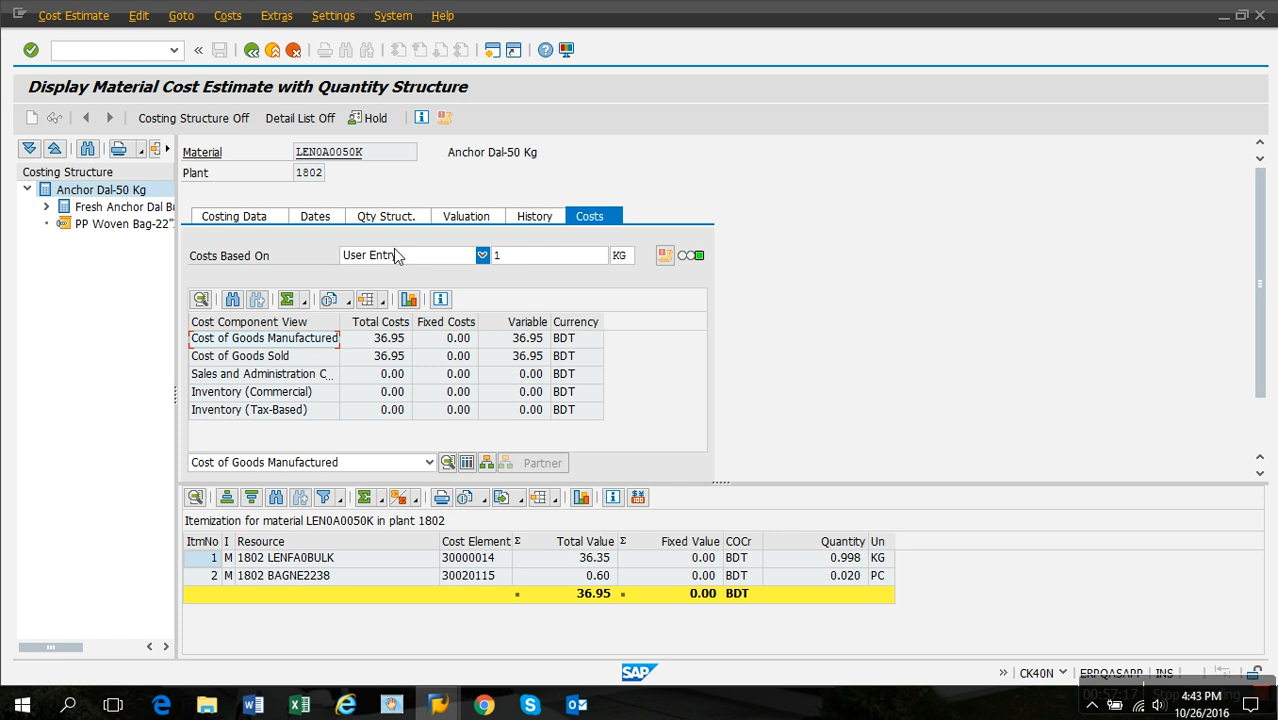 Cost Estimate Edit Goto Costs Extras Settings System Help
Display Material Cost Estimate with Quantity Structure
Costing Structure Off Detail List Off Hold
Material LEN0A0050K Anchor Dal-50 Kg
Plant 1802
Costing Structure
Anchor Dal-50 Kg
Fresh Anchor Dal Bu
PP Woven Bag-22"
Costing Data Dates Qty Struct. Valuation History Costs
Costs Based On User Entry 1 KG
Cost Component View Total Costs Fixed Costs Variable Currency
Cost of Goods Manufactured 36.95 0.00 36.95 BDT
Cost of Goods Sold 36.95 0.00 36.95 BDT
Sales and Administration C... 0.00 0.00 0.00 BDT
Inventory (Commercial) 0.00 0.00 0.00 BDT
Inventory (Tax-Based) 0.00 0.00 0.00 BDT
Cost of Goods Manufactured Partner
Itemization for material LEN0A0050K in plant 1802
ItmNo I Resource Cost Element Σ Total Value Σ Fixed Value COCr Quantity Un
1 M 1802 LENFA0BULK 30000014 36.35 0.00 BDT 0.998 KG
2 M 1802 BAGNE2238 30020115 0.60 0.00 BDT 0.020 PC
36.95 0.00 BDT
SAP
CK40N ERPQASAPP INS
00:57:17
4:43 PM
10/26/2016